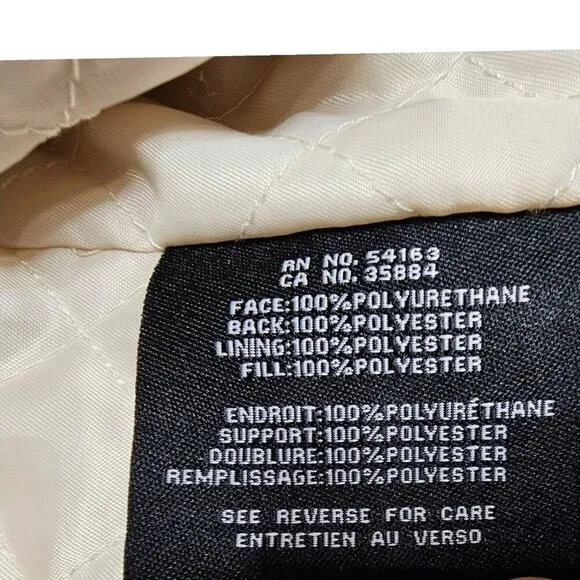 RN NO. 54163
CA NO. 35884
FACE:100%POLYURETHANE
BACK:100%POLYESTER
LINING:100%POLYESTER
FILL:100%POLYESTER
ENDROIT:100%POLYURÉTHANE
SUPPORT:100%POLYESTER
DOUBLURE:100%POLYESTER
REMPLISSAGE:100%POLYESTER
SEE REVERSE FOR CARE
ENTRETIEN AU VERSO